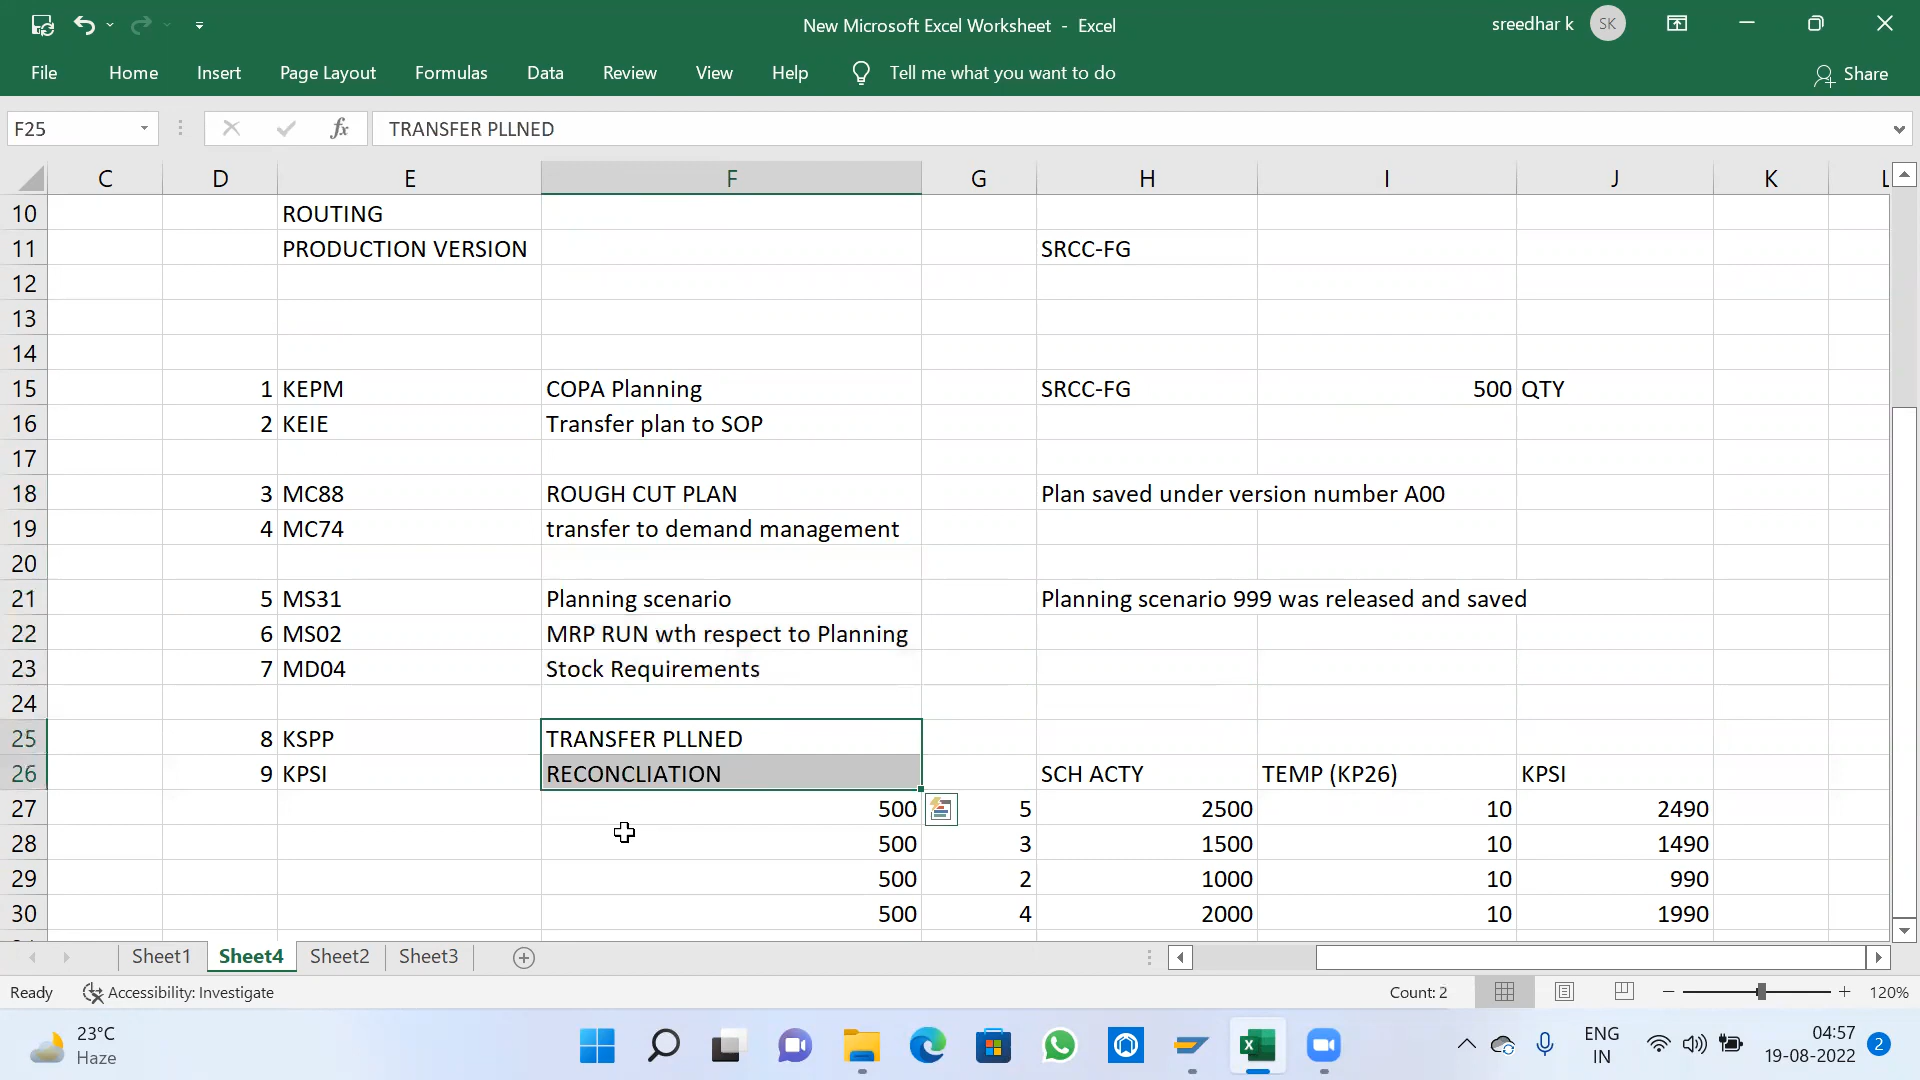 New Microsoft Excel Worksheet - Excel
sreedhar k
SK
File Home Insert Page Layout Formulas Data Review View Help Tell me what you want to do Share
F25 fx TRANSFER PLLNED
C D E F G H I J K L
10 ROUTING
11 PRODUCTION VERSION SRCC-FG
12
13
14
15 1 KEPM COPA Planning SRCC-FG 500 QTY
16 2 KEIE Transfer plan to SOP
17
18 3 MC88 ROUGH CUT PLAN Plan saved under version number A00
19 4 MC74 transfer to demand management
20
21 5 MS31 Planning scenario Planning scenario 999 was released and saved
22 6 MS02 MRP RUN wth respect to Planning
23 7 MD04 Stock Requirements
24
25 8 KSPP TRANSFER PLLNED
26 9 KPSI RECONCLIATION SCH ACTY TEMP (KP26) KPSI
27 500 5 2500 10 2490
28 500 3 1500 10 1490
29 500 2 1000 10 990
30 500 4 2000 10 1990
Sheet1 Sheet4 Sheet2 Sheet3
Ready Accessibility: Investigate Count: 2 120%
23°C
Haze
ENG
IN
04:57
19-08-2022
2